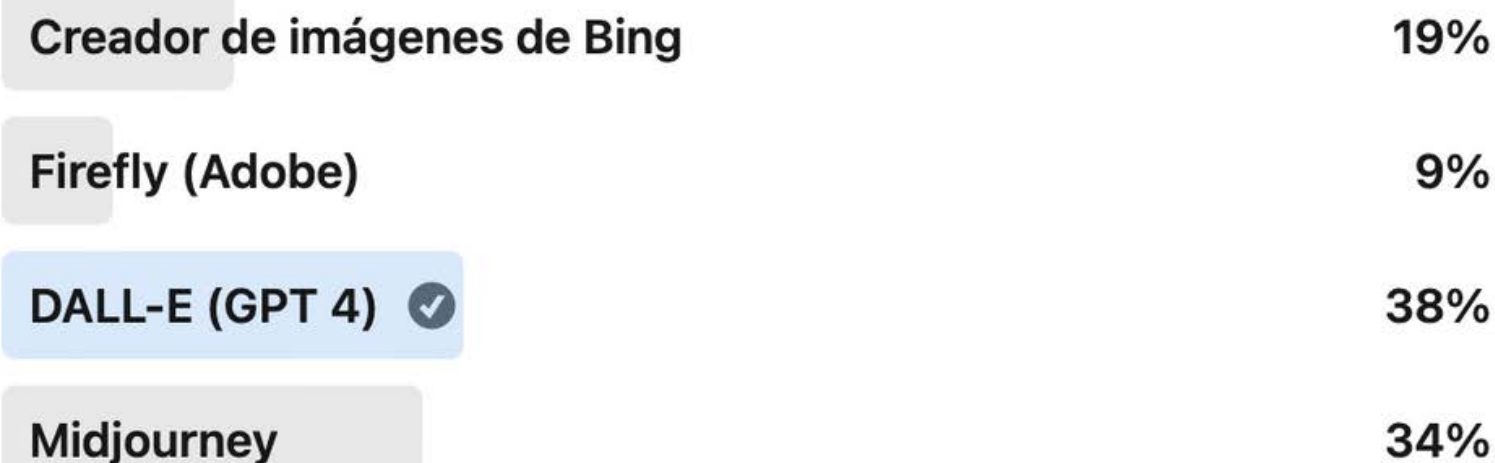 Creador de imágenes de Bing 19%
Firefly (Adobe) 9%
DALL-E (GPT 4) 38%
Midjourney 34%